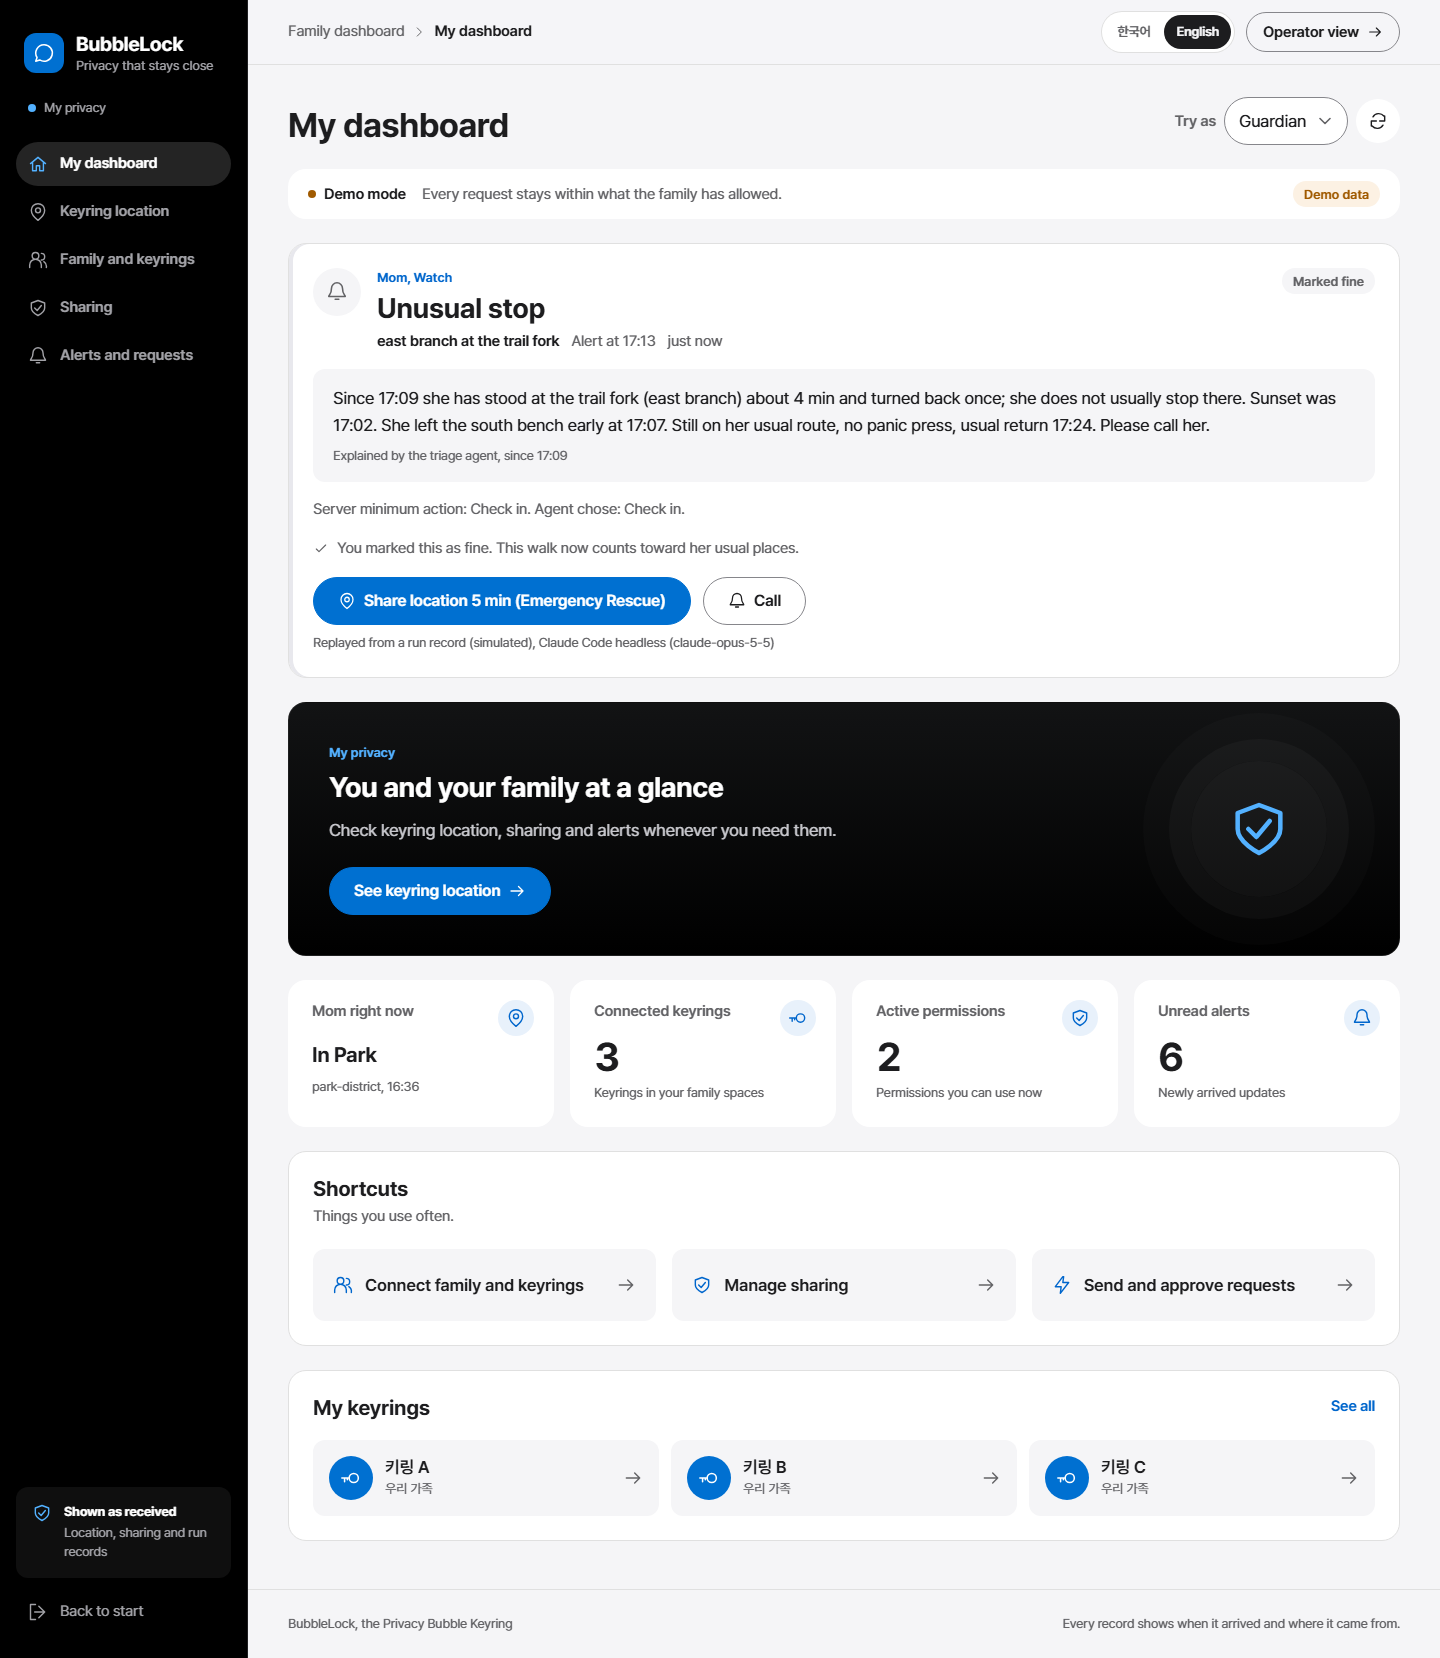 BubbleLock
Privacy that stays close
My privacy
My dashboard
Keyring location
Family and keyrings
Sharing
Alerts and requests
Shown as received
Location, sharing and run
records
Back to start
Family dashboard > My dashboard
한국어 English
Operator view →
My dashboard
Try as Guardian
Demo mode Every request stays within what the family has allowed. Demo data
Mom, Watch
Marked fine
Unusual stop
east branch at the trail fork Alert at 17:13 just now
Since 17:09 she has stood at the trail fork (east branch) about 4 min and turned back once; she does not usually stop there. Sunset was
17:02. She left the south bench early at 17:07. Still on her usual route, no panic press, usual return 17:24. Please call her.
Explained by the triage agent, since 17:09
Server minimum action: Check in. Agent chose: Check in.
You marked this as fine. This walk now counts toward her usual places.
Share location 5 min (Emergency Rescue) Call
Replayed from a run record (simulated), Claude Code headless (claude-opus-5-5)
My privacy
You and your family at a glance
Check keyring location, sharing and alerts whenever you need them.
See keyring location →
Mom right now
In Park
park-district, 16:36
Connected keyrings
3
Keyrings in your family spaces
Active permissions
2
Permissions you can use now
Unread alerts
6
Newly arrived updates
Shortcuts
Things you use often.
Connect family and keyrings →
Manage sharing →
Send and approve requests →
My keyrings
See all
키링 A
우리 가족
키링 B
우리 가족
키링 C
우리 가족
BubbleLock, the Privacy Bubble Keyring
Every record shows when it arrived and where it came from.